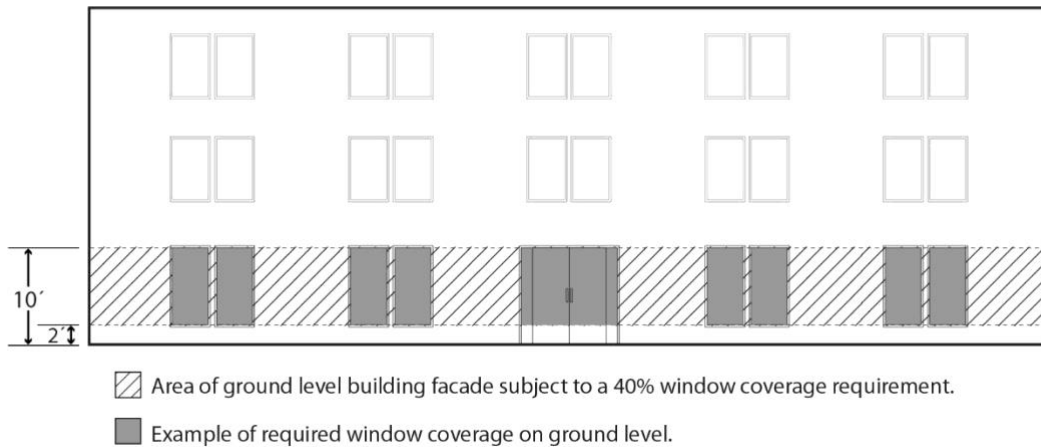 10´
2´
Area of ground level building facade subject to a 40% window coverage requirement.
Example of required window coverage on ground level.